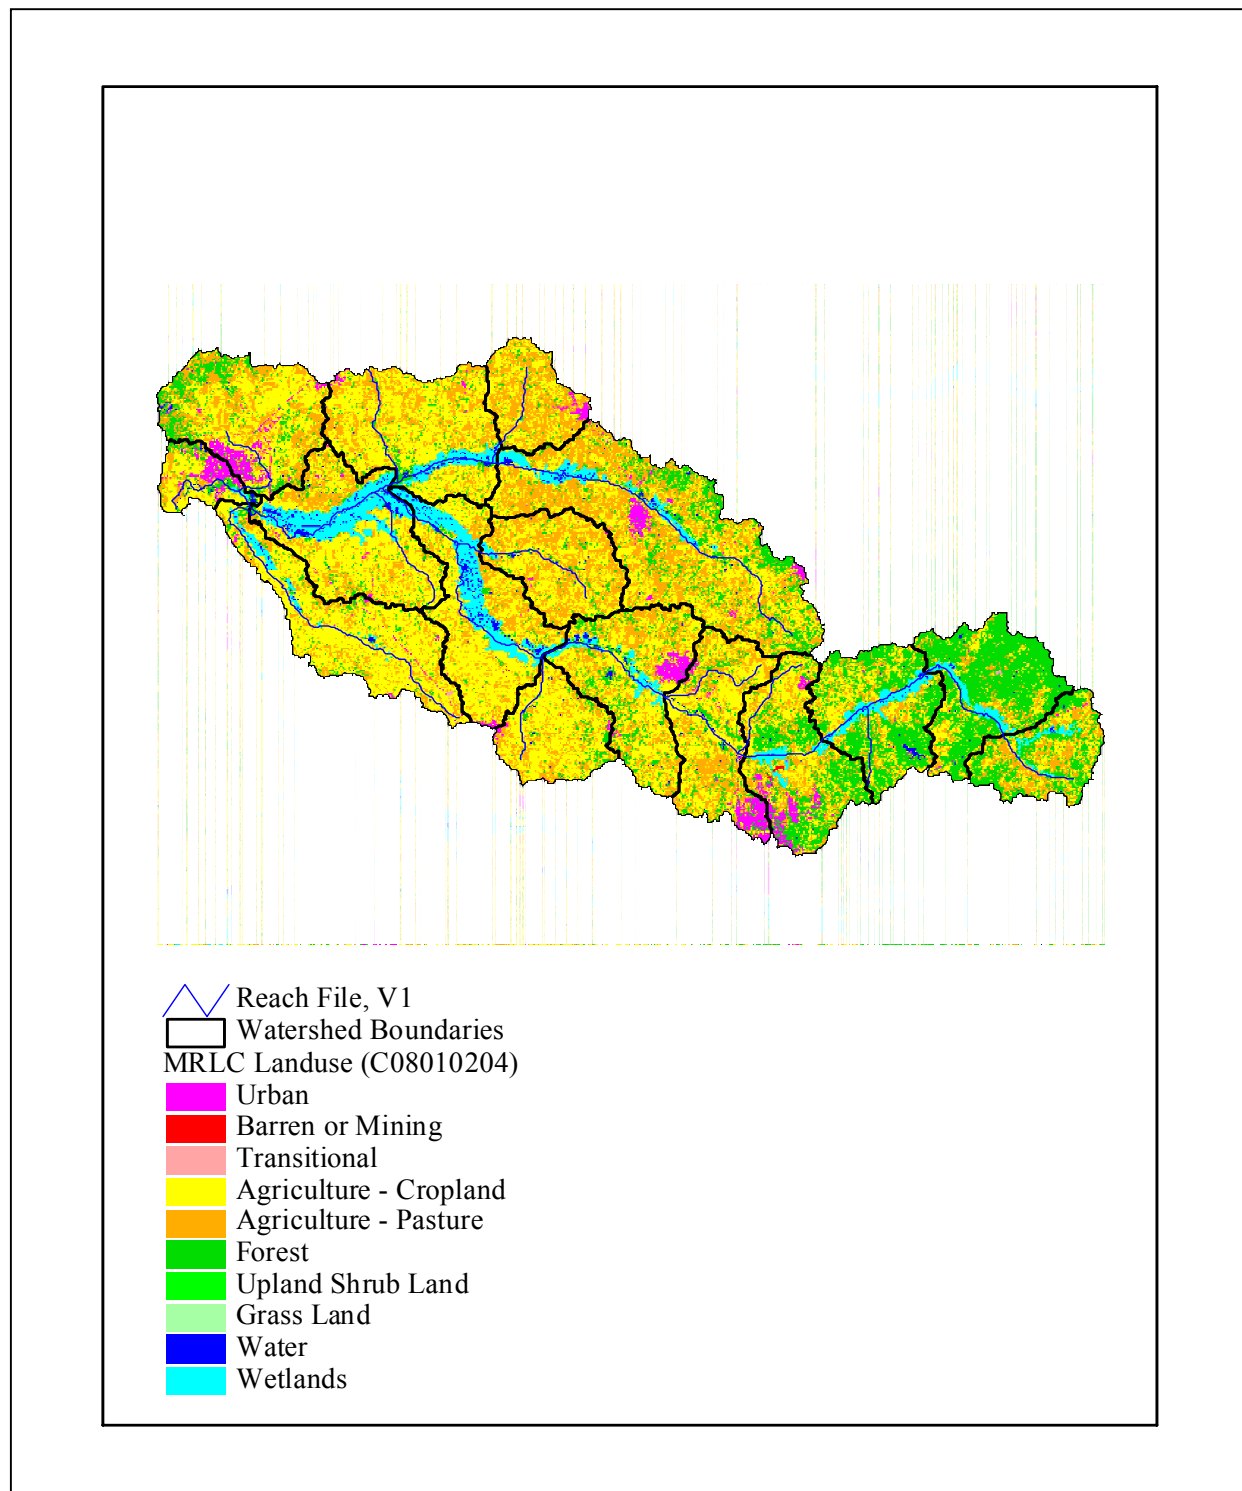 Reach File, V1
Watershed Boundaries
MRLC Landuse (C08010204)
Urban
Barren or Mining
Transitional
Agriculture - Cropland
Agriculture - Pasture
Forest
Upland Shrub Land
Grass Land
Water
Wetlands